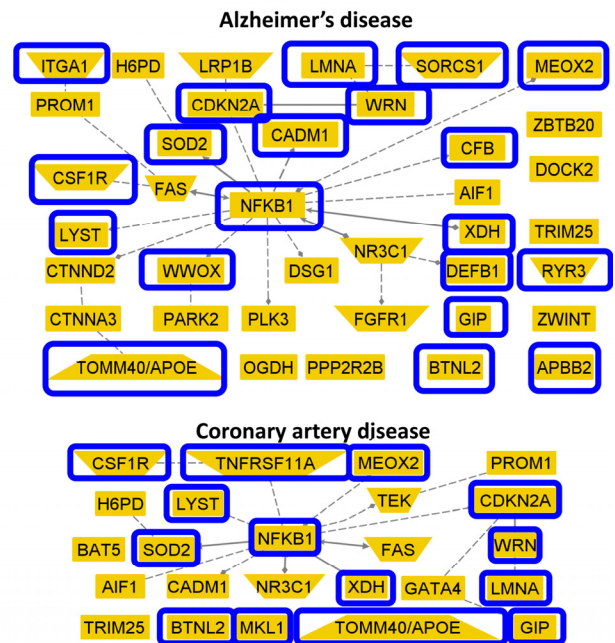 Alzheimer's disease
ITGA1 H6PD LRP1B LMNA SORCS1 MEOX2
PROM1 CDKN2A WRN
ZBTB20
SOD2 CADM1 CFB
DOCK2
CSF1R FAS NFKB1 AIF1
LYST XDH TRIM25
NR3C1
CTNND2 WWOX DSG1 DEFB1 RYR3
CTNNA3 PARK2 PLK3 FGFR1 GIP ZWINT
TOMM40/APOE OGDH PPP2R2B BTNL2 APBB2
Coronary artery disease
CSF1R TNFRSF11A MEOX2 PROM1
H6PD LYST TEK CDKN2A
NFKB1
BAT5 SOD2 FAS WRN
AIF1 CADM1 NR3C1 XDH GATA4 LMNA
TRIM25 BTNL2 MKL1 TOMM40/APOE GIP